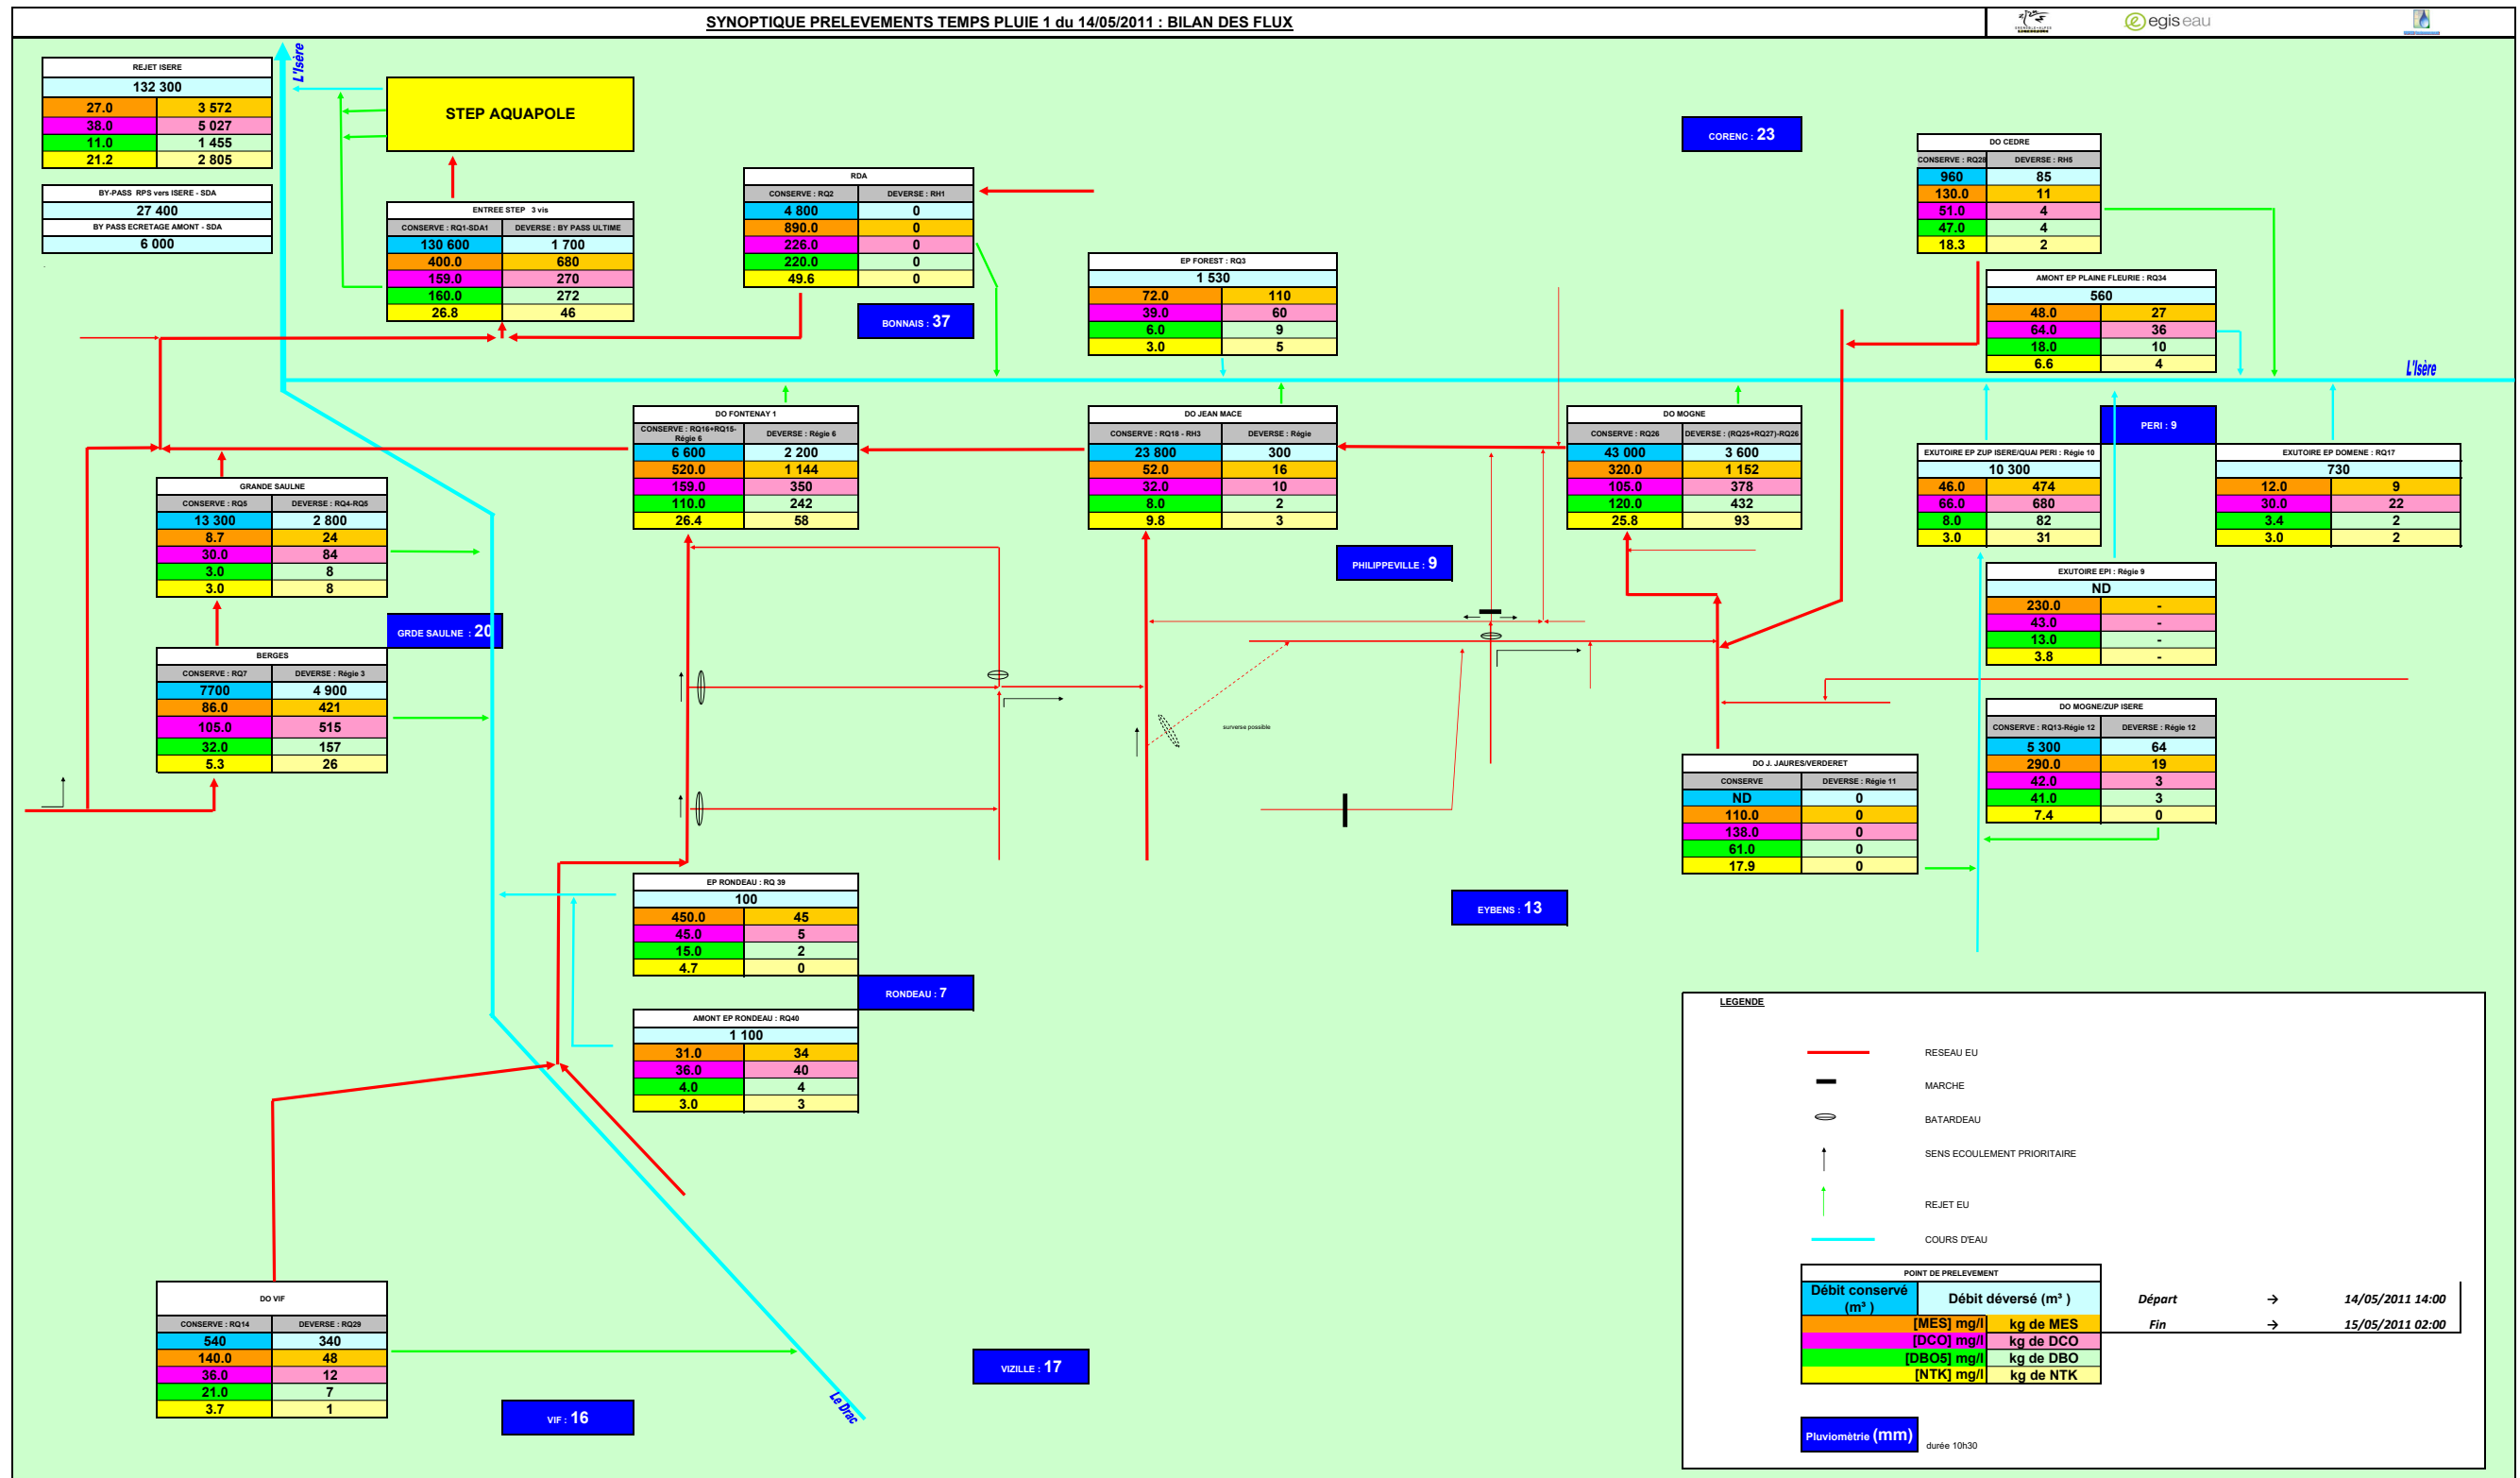 SYNOPTIQUE PRELEVEMENTS TEMPS PLUIE 1 du 14/05/2011 : BILAN DES FLUX
egis eau
L'Isère
REJET ISERE
132 300
27.0 3 572
38.0 5 027
11.0 1 455
21.2 2 805
BY-PASS RPS vers ISERE - SDA
27 400
BY PASS ECRETAGE AMONT - SDA
6 000
STEP AQUAPOLE
ENTREE STEP 3 vis
CONSERVE : RQ1-SDA1 DEVERSE : BY PASS ULTIME
130 600 1 700
400.0 680
159.0 270
160.0 272
26.8 46
RDA
CONSERVE : RQ2 DEVERSE : RH1
4 800 0
890.0 0
226.0 0
220.0 0
49.6 0
BONNAIS : 37
EP FOREST : RQ3
1 530
72.0 110
39.0 60
6.0 9
3.0 5
CORENC : 23
DO CEDRE
CONSERVE : RQ28 DEVERSE : RH5
960 85
130.0 11
51.0 4
47.0 4
18.3 2
AMONT EP PLAINE FLEURIE : RQ34
560
48.0 27
64.0 36
18.0 10
6.6 4
L'Isère
DO FONTENAY 1
CONSERVE : RQ16+RQ15-
Régie 6
DEVERSE : Régie 6
6 600 2 200
520.0 1 144
159.0 350
110.0 242
26.4 58
DO JEAN MACE
CONSERVE : RQ18 - RH3 DEVERSE : Régie
23 800 300
52.0 16
32.0 10
8.0 2
9.8 3
DO MOGNE
CONSERVE : RQ26 DEVERSE : (RQ25+RQ27)-RQ26
43 000 3 600
320.0 1 152
105.0 378
120.0 432
25.8 93
PERI : 9
EXUTOIRE EP ZUP ISERE/QUAI PERI : Régie 10
10 300
46.0 474
66.0 680
8.0 82
3.0 31
EXUTOIRE EP DOMENE : RQ17
730
12.0 9
30.0 22
3.4 2
3.0 2
GRANDE SAULNE
CONSERVE : RQ5 DEVERSE : RQ4-RQ5
13 300 2 800
8.7 24
30.0 84
3.0 8
3.0 8
GRDE SAULNE : 20
PHILIPPEVILLE : 9
EXUTOIRE EPI : Régie 9
ND
230.0 -
43.0 -
13.0 -
3.8 -
BERGES
CONSERVE : RQ7 DEVERSE : Régie 3
7700 4 900
86.0 421
105.0 515
32.0 157
5.3 26
surverse possible
DO MOGNE/ZUP ISERE
CONSERVE : RQ13-Régie 12 DEVERSE : Régie 12
5 300 64
290.0 19
42.0 3
41.0 3
7.4 0
DO J. JAURES/VERDERET
CONSERVE DEVERSE : Régie 11
ND 0
110.0 0
138.0 0
61.0 0
17.9 0
EP RONDEAU : RQ 39
100
450.0 45
45.0 5
15.0 2
4.7 0
EYBENS : 13
RONDEAU : 7
AMONT EP RONDEAU : RQ40
1 100
31.0 34
36.0 40
4.0 4
3.0 3
DO VIF
CONSERVE : RQ14 DEVERSE : RQ29
540 340
140.0 48
36.0 12
21.0 7
3.7 1
VIF : 16
VIZILLE : 17
Le Drac
LEGENDE
RESEAU EU
MARCHE
BATARDEAU
SENS ECOULEMENT PRIORITAIRE
REJET EU
COURS D'EAU
POINT DE PRELEVEMENT
Débit conservé
(m³ )
Débit déversé (m³ )
[MES] mg/l kg de MES
[DCO] mg/l kg de DCO
[DBO5] mg/l kg de DBO
[NTK] mg/l kg de NTK
Départ → 14/05/2011 14:00
Fin → 15/05/2011 02:00
Pluviomètrie (mm)
durée 10h30